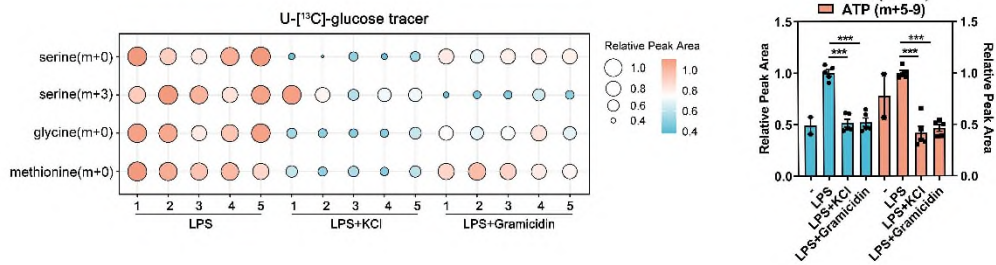 U-[¹³C]-glucose tracer
serine(m+0)
serine(m+3)
glycine(m+0)
methionine(m+0)
1 2 3 4 5 1 2 3 4 5 1 2 3 4 5
LPS LPS+KCl LPS+Gramicidin
Relative Peak Area
1.0 1.0
0.8 0.8
0.6 0.6
0.4 0.4
ATP (m+5-9)
Relative Peak Area
1.5
1.0
0.5
0.0
*** ***
*** ***
1.5
1.0
0.5
0.0
Relative Peak Area
-
LPS
LPS+KCl
LPS+Gramicidin
-
LPS
LPS+KCl
LPS+Gramicidin